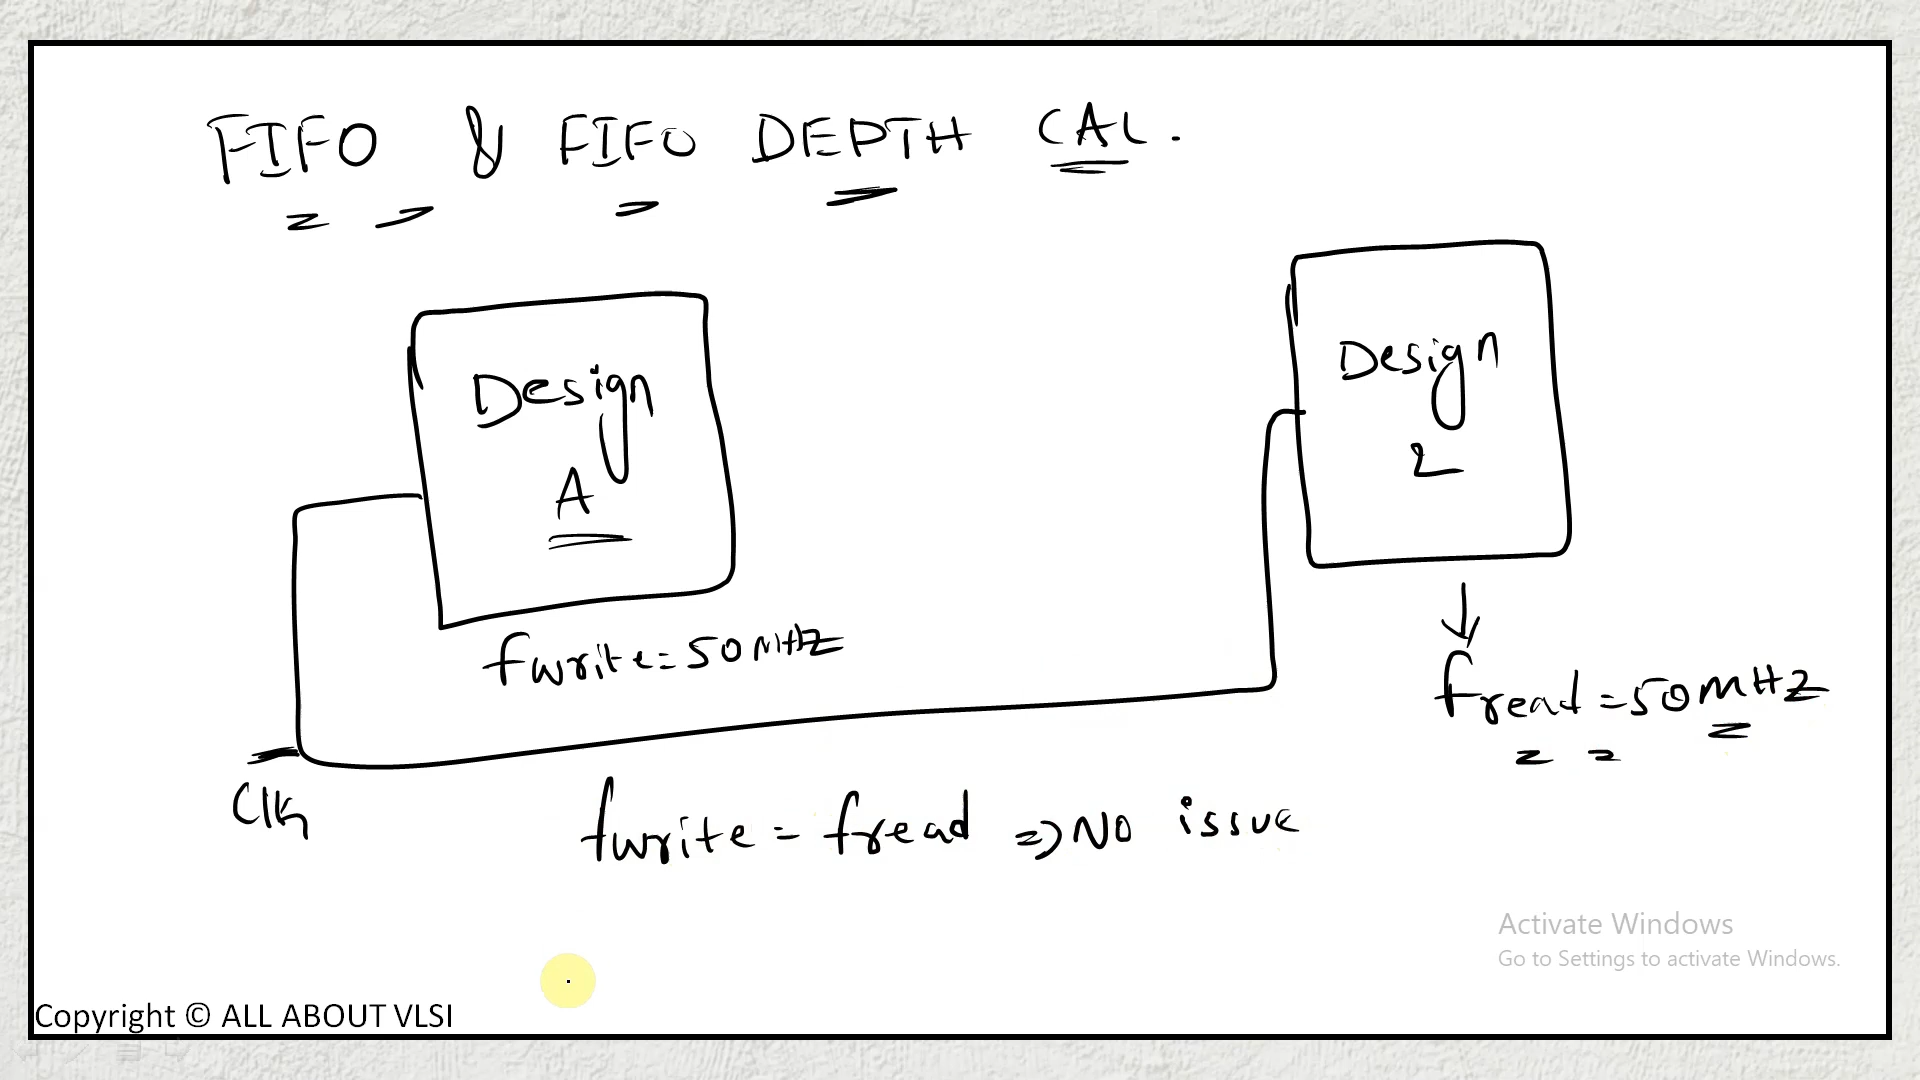 FIFO & FIFO DEPTH CAL.
Design
A
Design
2
fwrite=50MHZ
fread=50MHZ
Clk
fwrite = fread => NO issue
Activate Windows
Go to Settings to activate Windows.
Copyright © ALL ABOUT VLSI